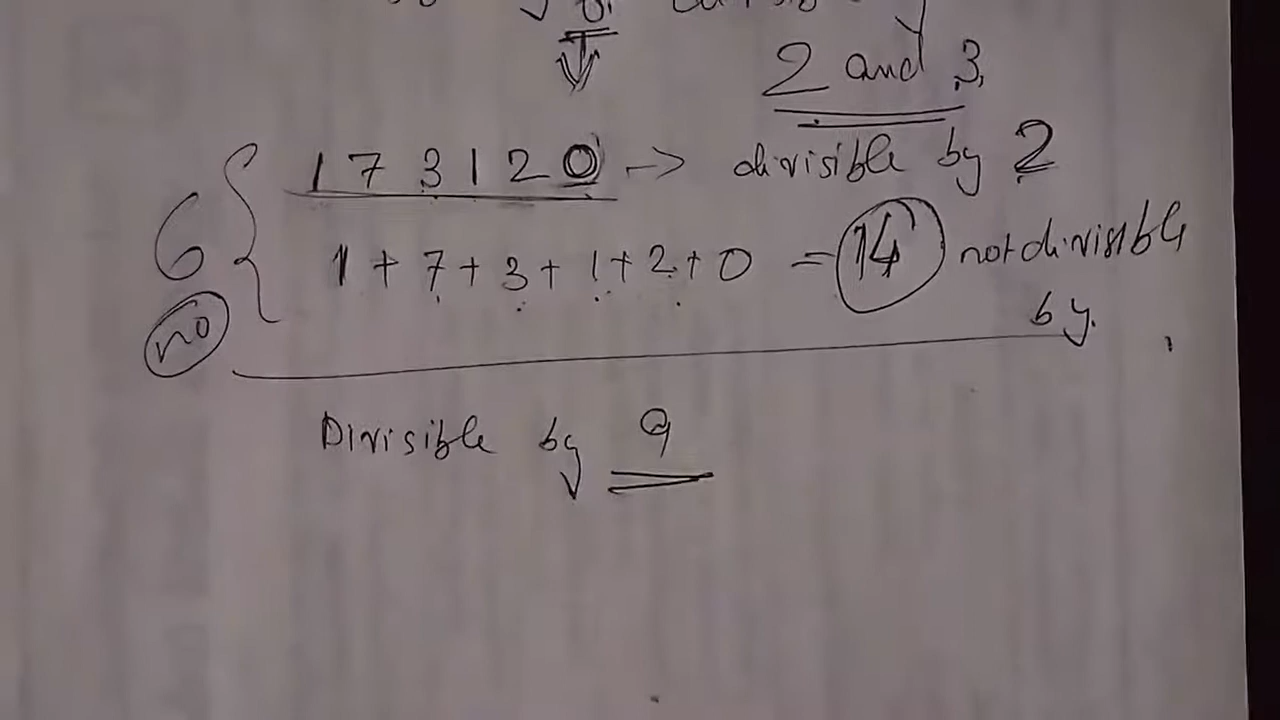 2 and 3
173120 -> divisible by 2
6 { 1 + 7 + 3 + 1 + 2 + 0 = 14 not divisible
no by
Divisible by 9